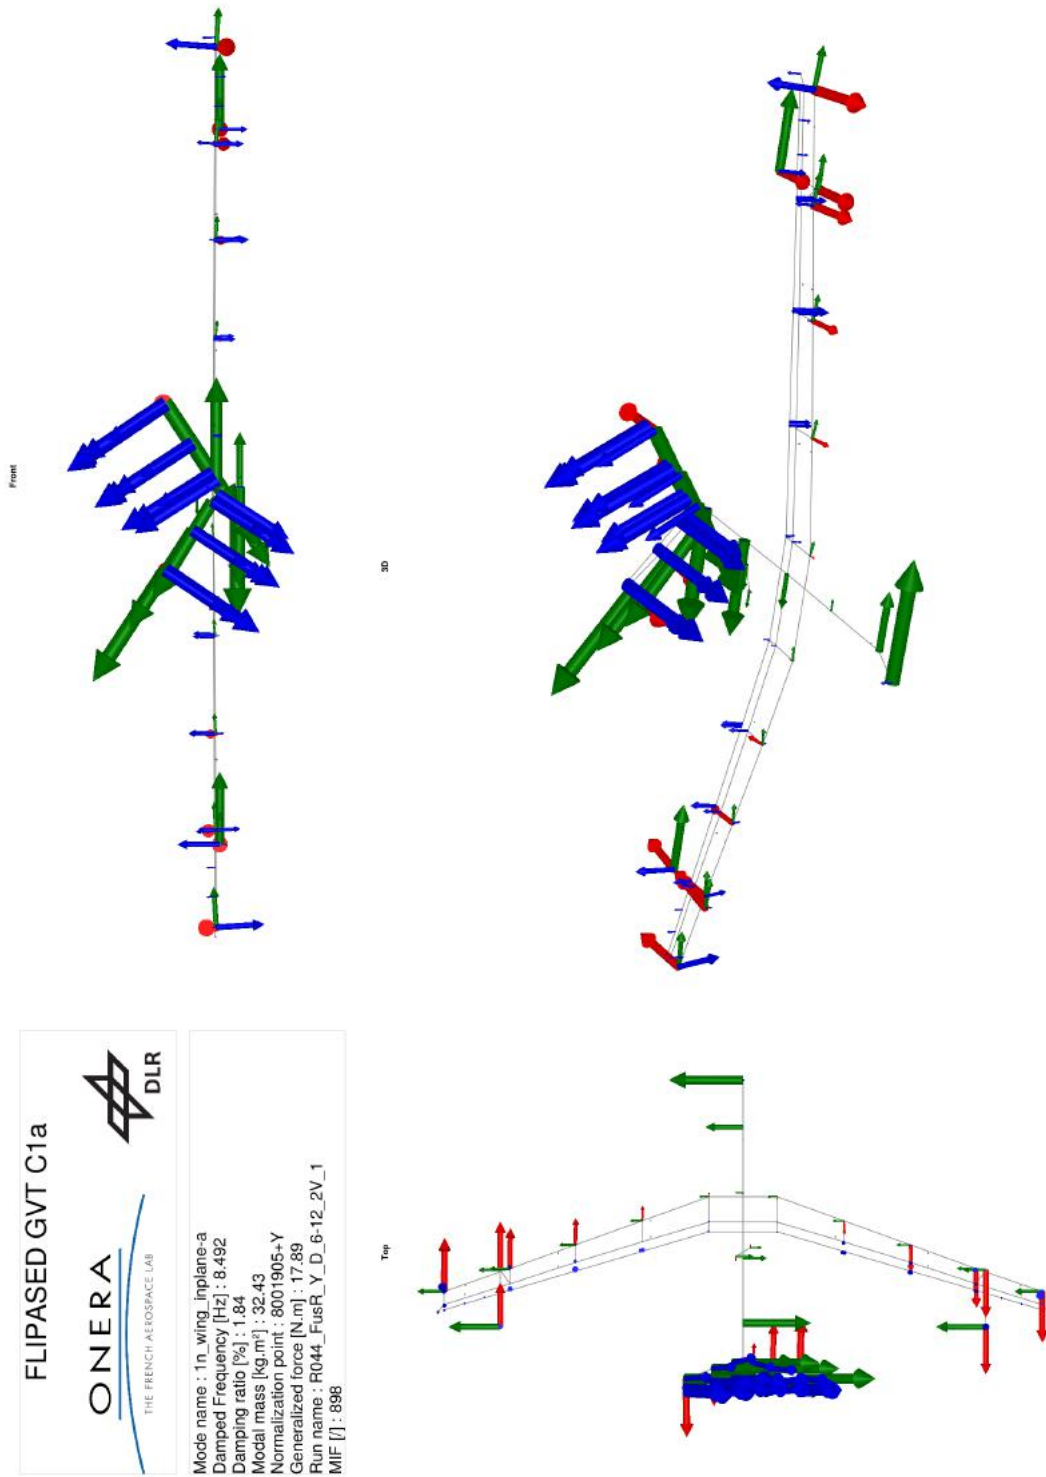 FLIPASED GVT C1a
ONERA
THE FRENCH AEROSPACE LAB
DLR
Mode name : 1n_wing_inplane-a
Damped Frequency [Hz] : 8.492
Damping ratio [%] : 1.84
Modal mass [kg.m²] : 32.43
Normalization point : 8001905+Y
Generalized force [N.m] : 17.89
Run name : R044_FusR_Y_D_6-12_2V_1
MIF [/] : 898
Front
3D
Top